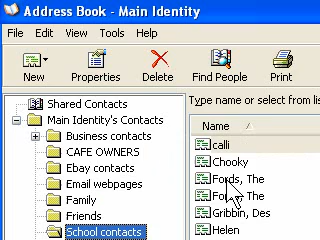 Address Book - Main Identity
File Edit View Tools Help
New Properties Delete Find People Print
Shared Contacts
Main Identity's Contacts
Business contacts
CAFE OWNERS
Ebay contacts
Email webpages
Family
Friends
School contacts
Type name or select from lis
Name
calli
Chooky
Fords, The
The
Gribbin, Des
Helen